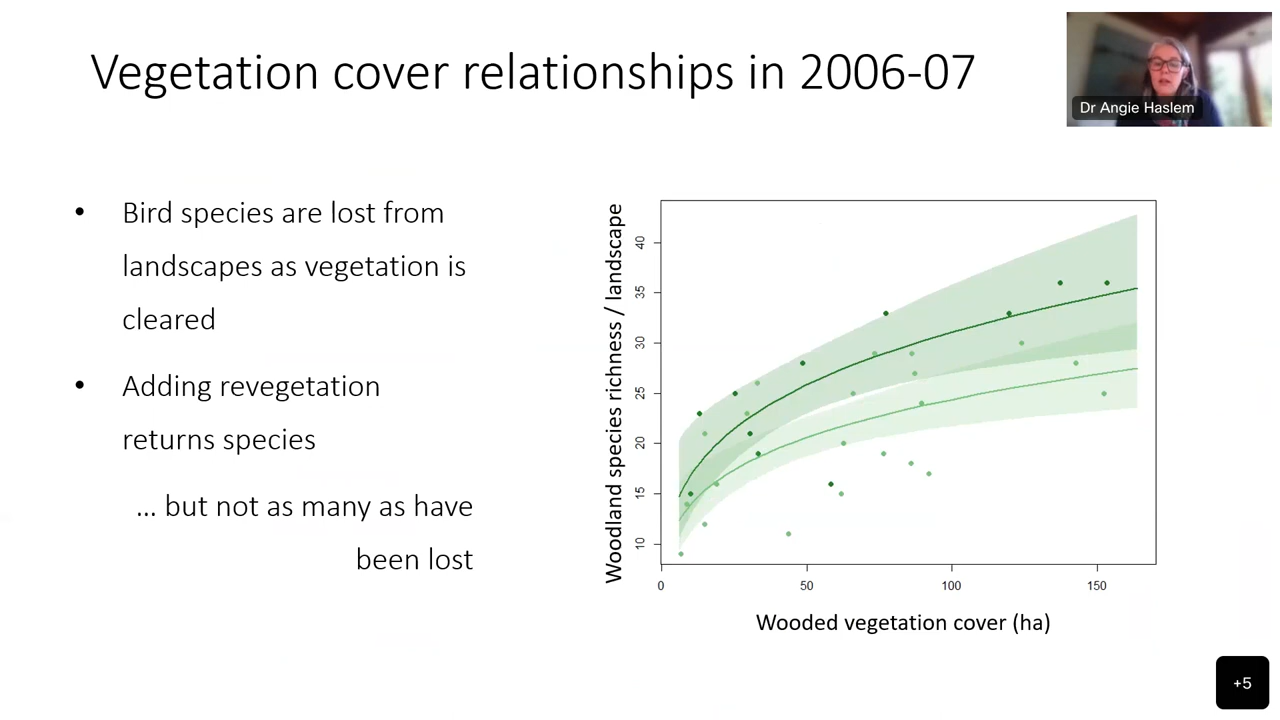 Vegetation cover relationships in 2006-07
Dr Angie Haslem
• Bird species are lost from
landscapes as vegetation is
cleared
• Adding revegetation
returns species
... but not as many as have
been lost
Woodland species richness / landscape
40
35
30
25
20
15
10
0 50 100 150
Wooded vegetation cover (ha)
+5